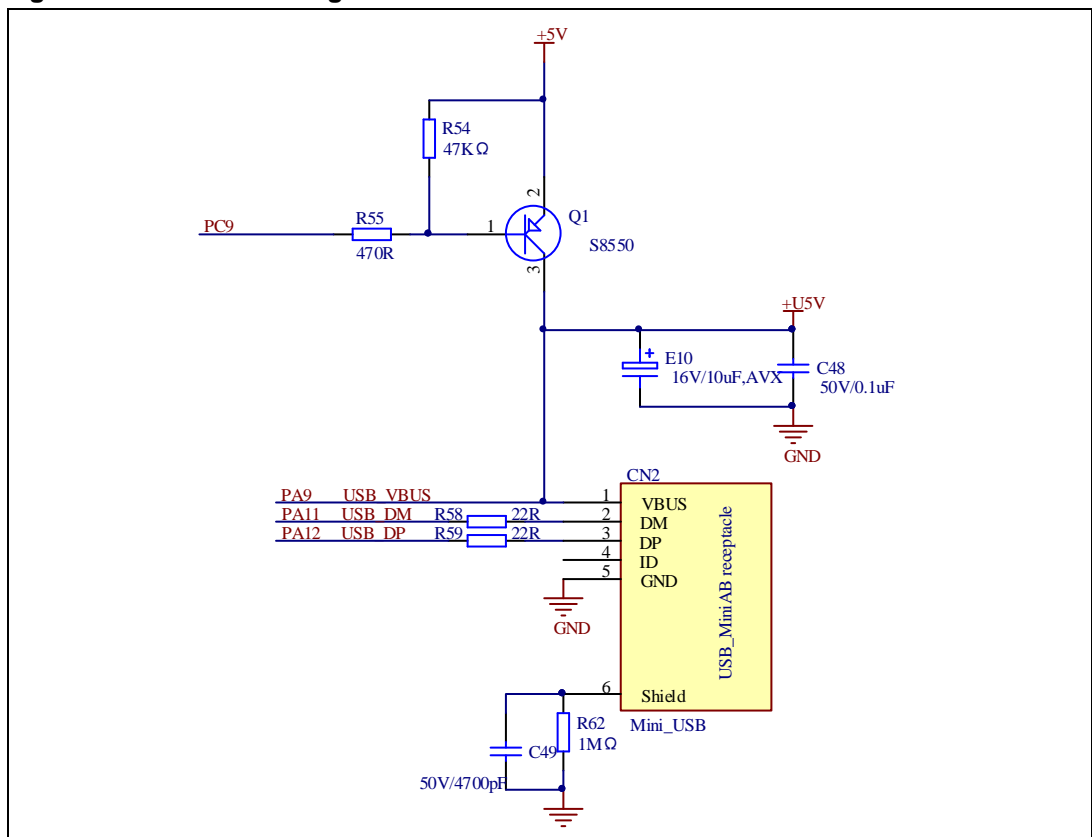 +5V
R54
47KΩ
2
Q1
S8550
PC9
R55
470R
1
3
+U5V
E10
16V/10uF,AVX
C48
50V/0.1uF
GND
CN2
PA9 USB_VBUS 1 VBUS
PA11 USB_DM R58 22R 2 DM
PA12 USB_DP R59 22R 3 DP
4 ID
5 GND
GND
USB_MiniAB receptacle
6 Shield
Mini_USB
R62
1MΩ
C49
50V/4700pF